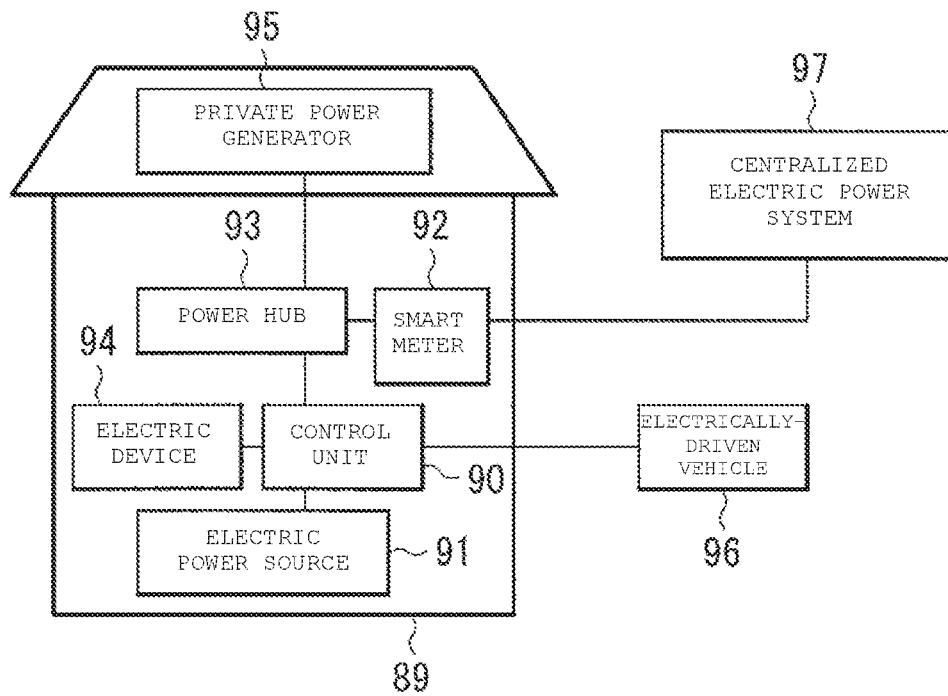 95
PRIVATE POWER
GENERATOR
97
CENTRALIZED
ELECTRIC POWER
SYSTEM
93
92
POWER HUB
SMART
METER
94
ELECTRIC
DEVICE
CONTROL
UNIT
90
ELECTRICALLY-
DRIVEN
VEHICLE
96
ELECTRIC
POWER SOURCE
91
89